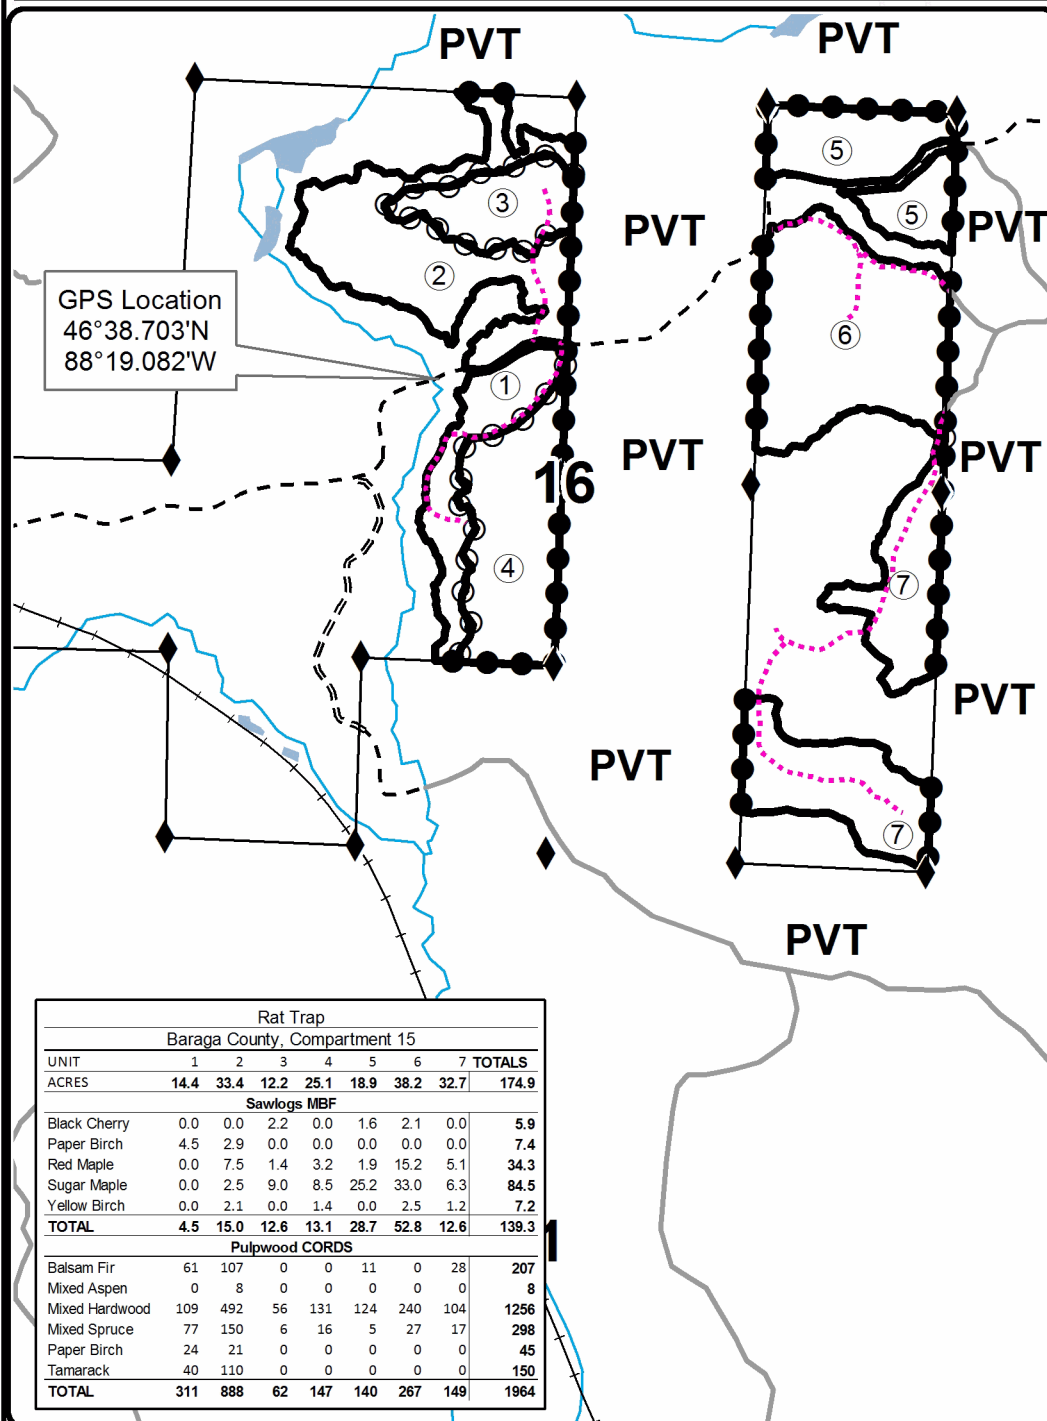 PVT
PVT
5
3
5
PVT
PVT
2
GPS Location
46°38.703'N
88°19.082'W
6
1
PVT
PVT
16
4
7
PVT
PVT
7
PVT
Rat Trap
Baraga County, Compartment 15
UNIT 1 2 3 4 5 6 7 TOTALS
ACRES 14.4 33.4 12.2 25.1 18.9 38.2 32.7 174.9
Sawlogs MBF
Black Cherry 0.0 0.0 2.2 0.0 1.6 2.1 0.0 5.9
Paper Birch 4.5 2.9 0.0 0.0 0.0 0.0 0.0 7.4
Red Maple 0.0 7.5 1.4 3.2 1.9 15.2 5.1 34.3
Sugar Maple 0.0 2.5 9.0 8.5 25.2 33.0 6.3 84.5
Yellow Birch 0.0 2.1 0.0 1.4 0.0 2.5 1.2 7.2
TOTAL 4.5 15.0 12.6 13.1 28.7 52.8 12.6 139.3
Pulpwood CORDS
Balsam Fir 61 107 0 0 11 0 28 207
Mixed Aspen 0 8 0 0 0 0 0 8
Mixed Hardwood 109 492 56 131 124 240 104 1256
Mixed Spruce 77 150 6 16 5 27 17 298
Paper Birch 24 21 0 0 0 0 0 45
Tamarack 40 110 0 0 0 0 0 150
TOTAL 311 888 62 147 140 267 149 1964